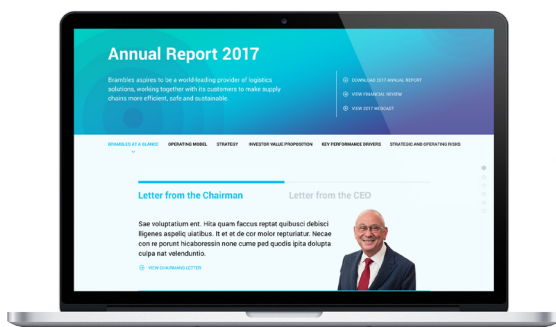 Annual Report 2017
Brambles aspires to be a world-leading provider of logistics
solutions, working together with its customers to make supply
chains more efficient, safe and sustainable.
DOWNLOAD 2017 ANNUAL REPORT
VIEW FINANCIAL REVIEW
VIEW 2017 WEBCAST
BRAMBLES AT A GLANCE OPERATING MODEL STRATEGY INVESTOR VALUE PROPOSITION KEY PERFORMANCE DRIVERS STRATEGIC AND OPERATING RISKS
Letter from the Chairman Letter from the CEO
Sae voluptatium ent. Hita quam faccus reptat quibusci debisci
lligenes aspeliq uiatibus. It et et de cor molor repturiatur. Necae
con re porunt hicaboressin none cume ped quodis ipita dolupta
culpa nat velenduntio.
VIEW CHAIRMANS LETTER